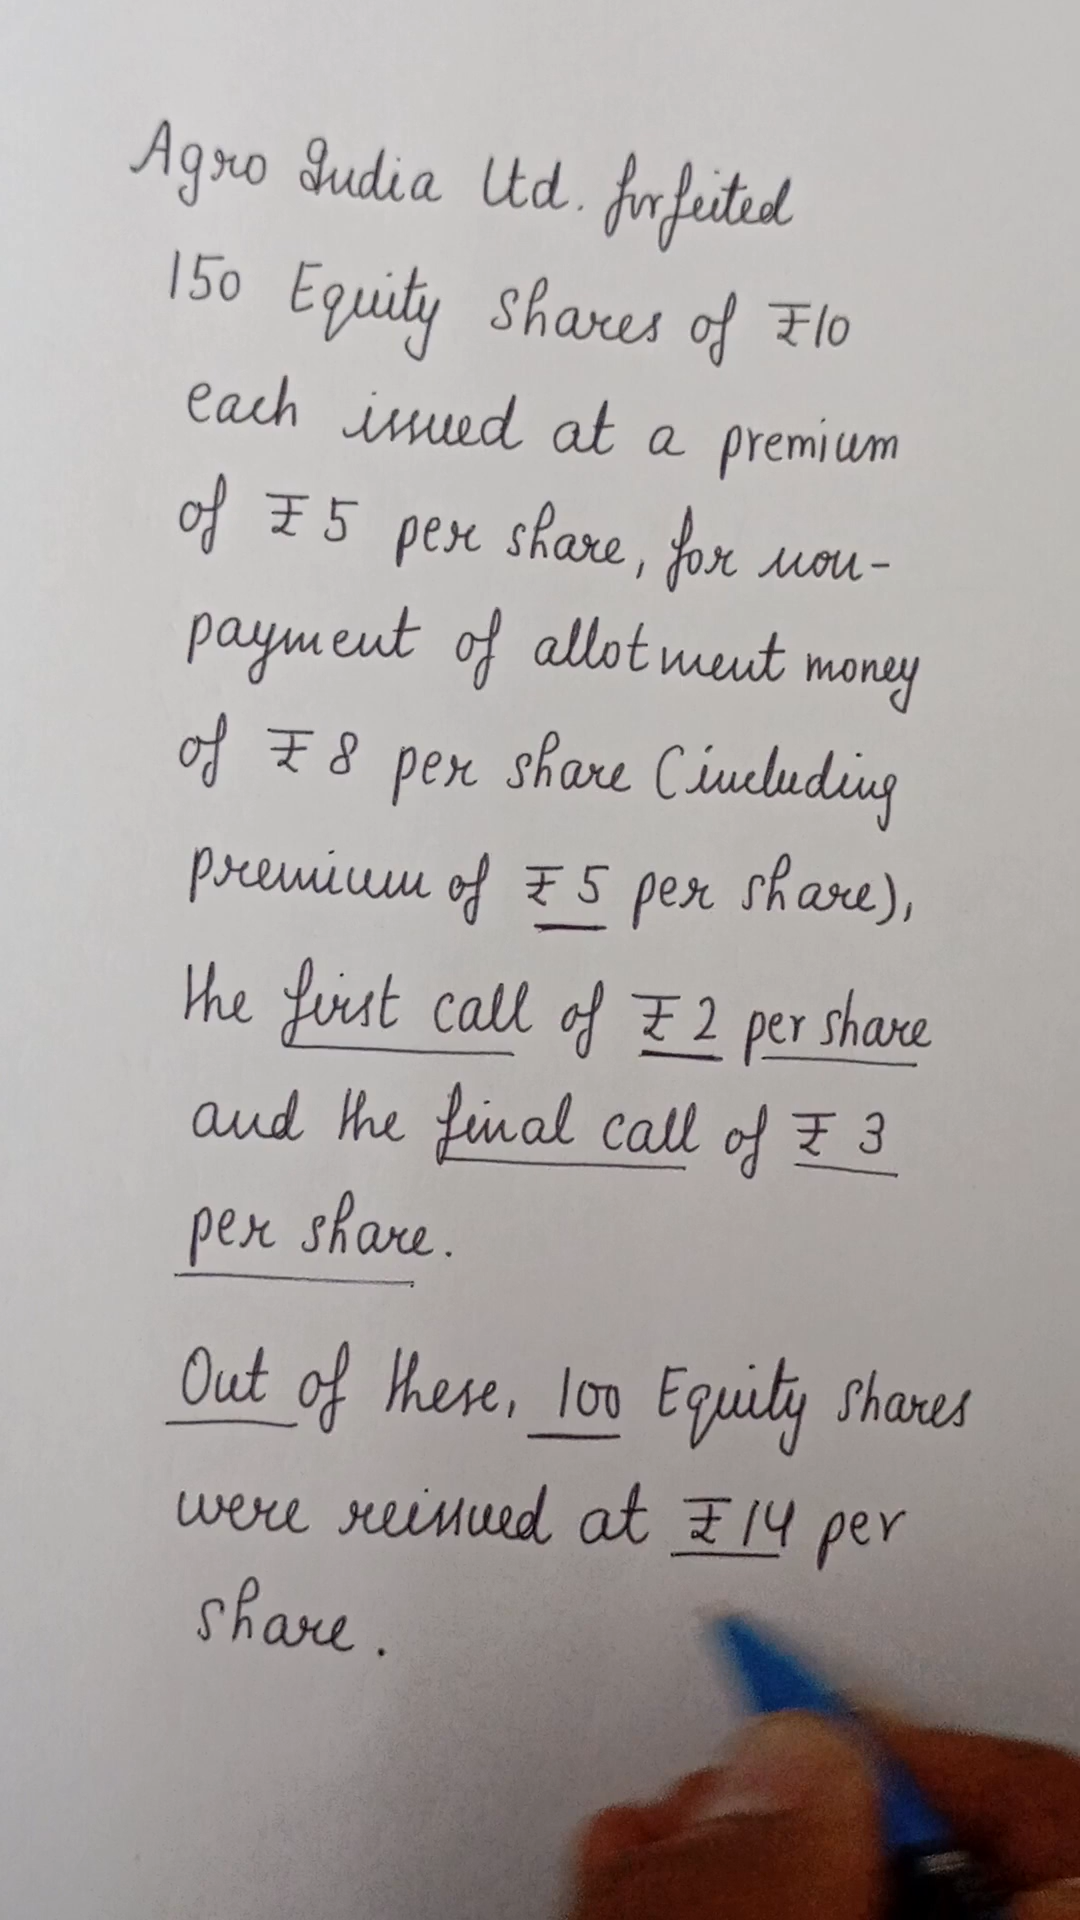 Agro India Ltd. forfeited
150 Equity Shares of ₹10
each issued at a premium
of ₹5 per share, for non-
payment of allotment money
of ₹8 per share (including
premium of ₹5 per share),
the first call of ₹2 per share
and the final call of ₹3
per share.
Out of these, 100 Equity Shares
were reissued at ₹14 per
share.